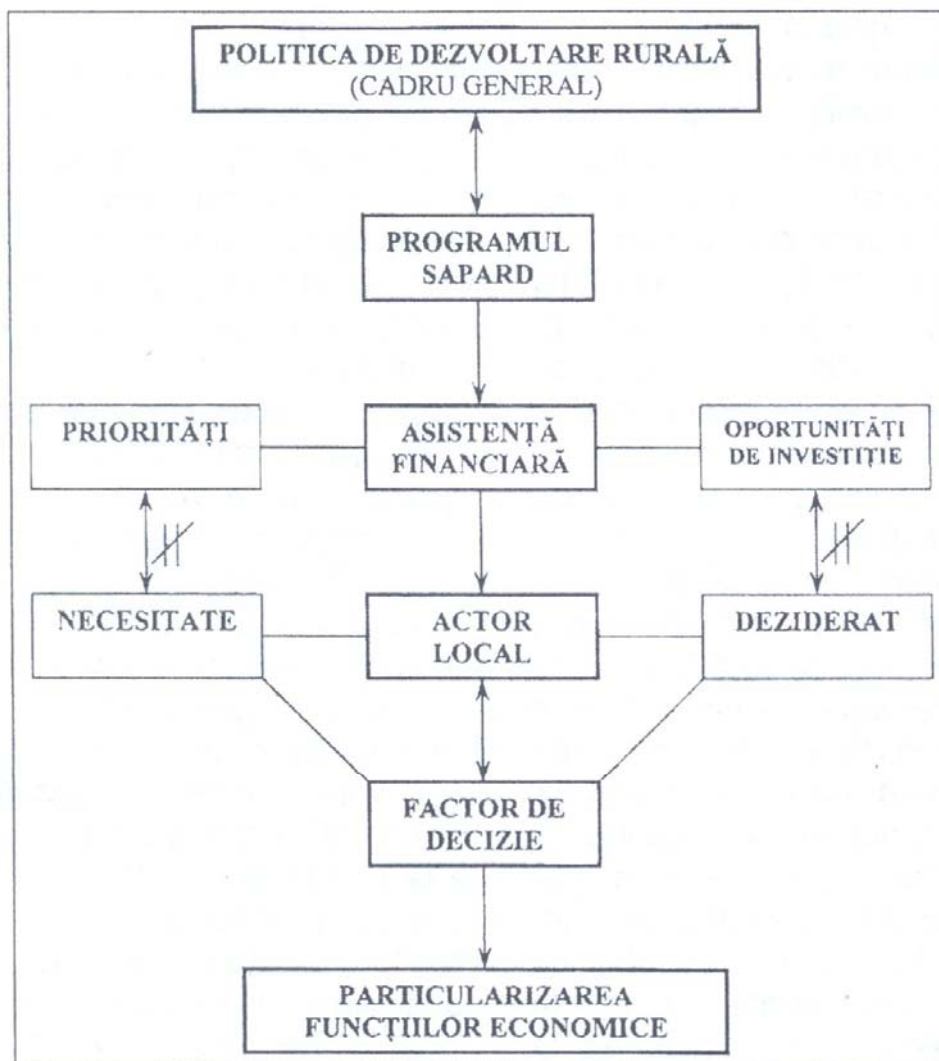 POLITICA DE DEZVOLTARE RURALĂ
(CADRU GENERAL)
PROGRAMUL
SAPARD
PRIORITĂȚI
ASISTENȚĂ
FINANCIARĂ
OPORTUNITĂȚI
DE INVESTIȚIE
NECESITATE
ACTOR
LOCAL
DEZIDERAT
FACTOR DE
DECIZIE
PARTICULARIZAREA
FUNCȚIILOR ECONOMICE